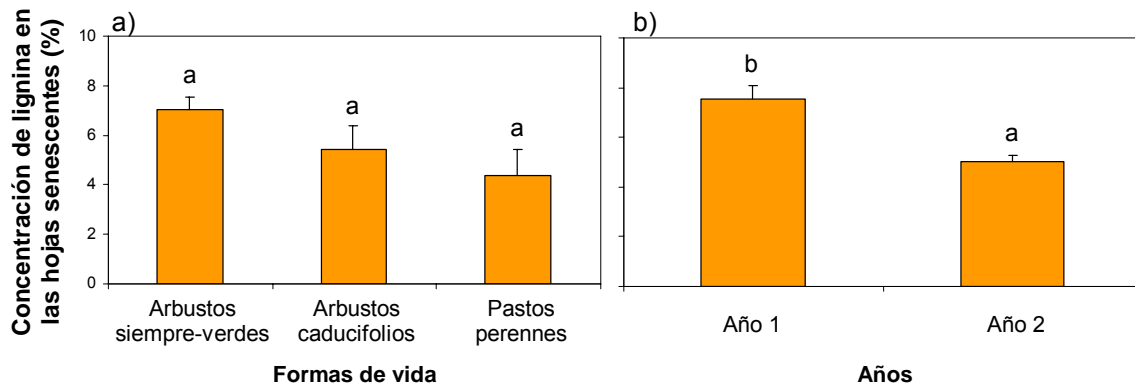 Concentración de lignina en
las hojas senescentes (%)
a)
10
8
6
4
2
0
a
a
a
Arbustos
siempre-verdes
Arbustos
caducifolios
Pastos
perennes
Formas de vida
b)
b
a
Año 1
Año 2
Años